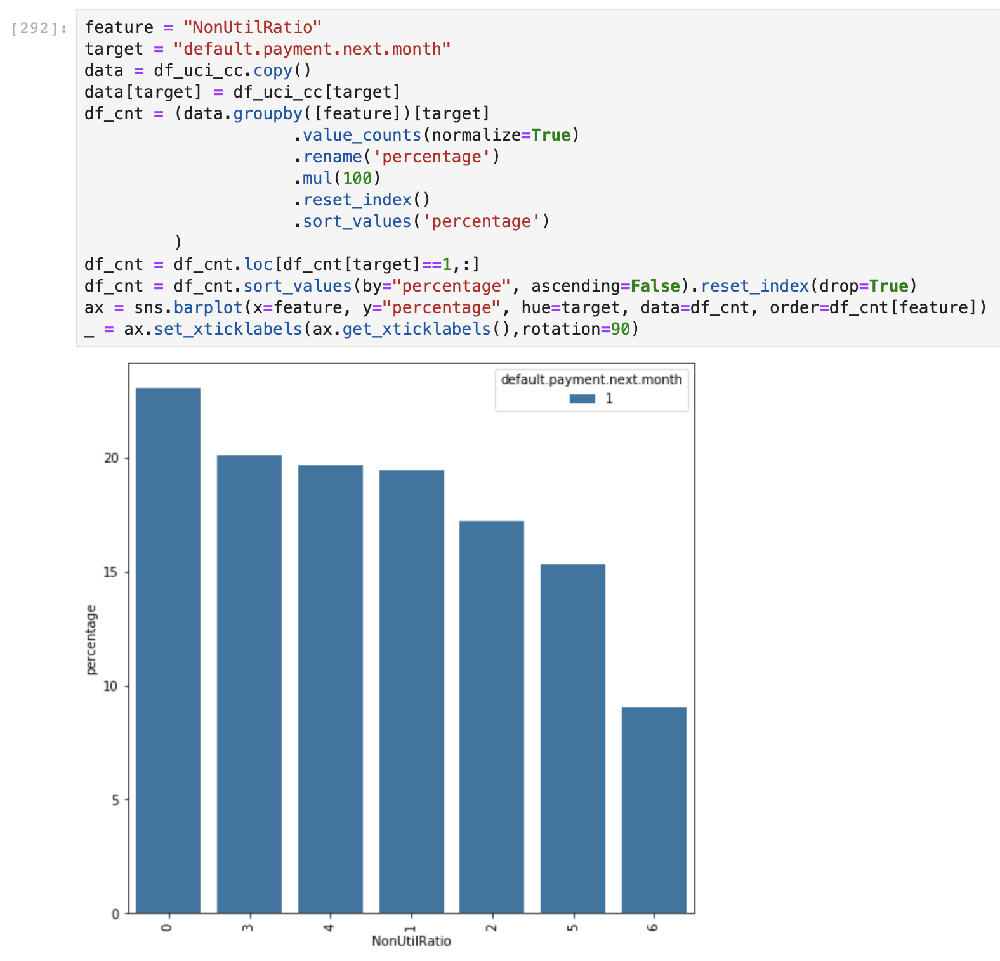 [292]:
feature = "NonUtilRatio"
target = "default.payment.next.month"
data = df_uci_cc.copy()
data[target] = df_uci_cc[target]
df_cnt = (data.groupby([feature])[target]
.value_counts(normalize=True)
.rename('percentage')
.mul(100)
.reset_index()
.sort_values('percentage')
)
df_cnt = df_cnt.loc[df_cnt[target]==1,:]
df_cnt = df_cnt.sort_values(by="percentage", ascending=False).reset_index(drop=True)
ax = sns.barplot(x=feature, y="percentage", hue=target, data=df_cnt, order=df_cnt[feature])
_ = ax.set_xticklabels(ax.get_xticklabels(),rotation=90)
default.payment.next.month
1
percentage
20
15
10
5
0
0 3 4 1 2 5 6
NonUtilRatio